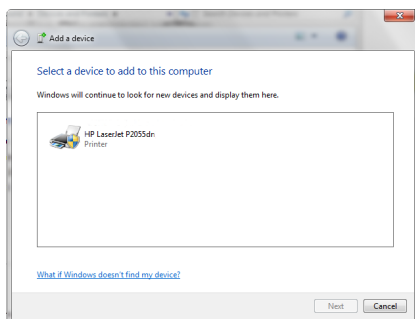 Add a device
Select a device to add to this computer
Windows will continue to look for new devices and display them here.
HP LaserJet P2055dn
Printer
What if Windows doesn't find my device?
Next
Cancel